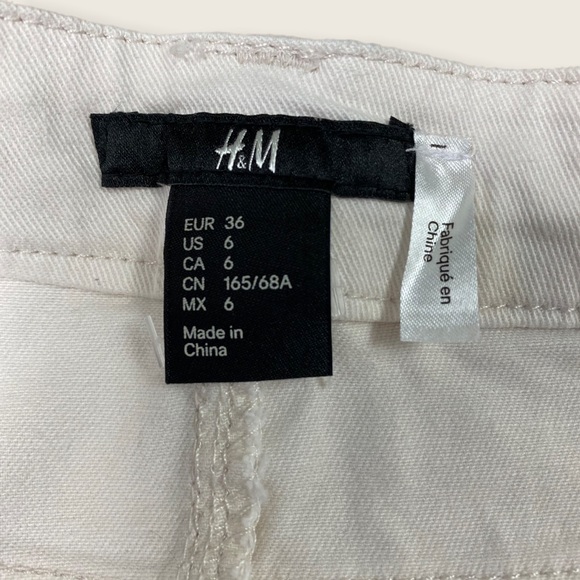 H&M
EUR 36
US 6
CA 6
CN 165/68A
MX 6
Made in
China
Fabriqué en
Chine